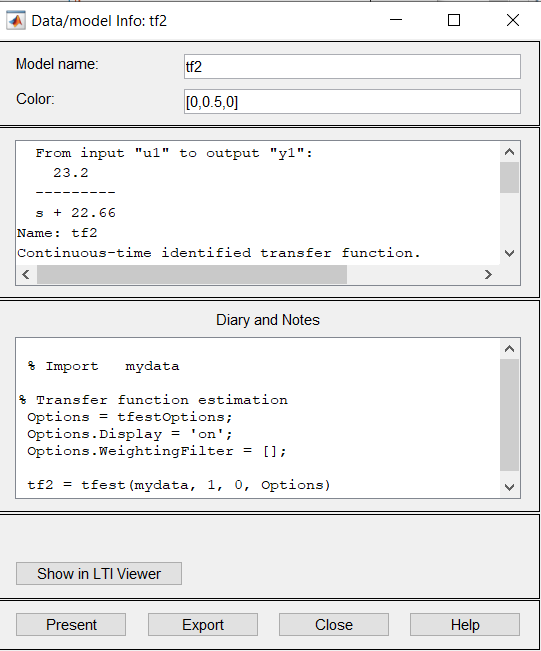 Data/model Info: tf2
Model name:
tf2
Color:
[0,0.5,0]
From input "u1" to output "y1":
23.2
---------
s + 22.66
Name: tf2
Continuous-time identified transfer function.
Diary and Notes
% Import   mydata
% Transfer function estimation
Options = tfestOptions;
Options.Display = 'on';
Options.WeightingFilter = [];
tf2 = tfest(mydata, 1, 0, Options)
Show in LTI Viewer
Present
Export
Close
Help